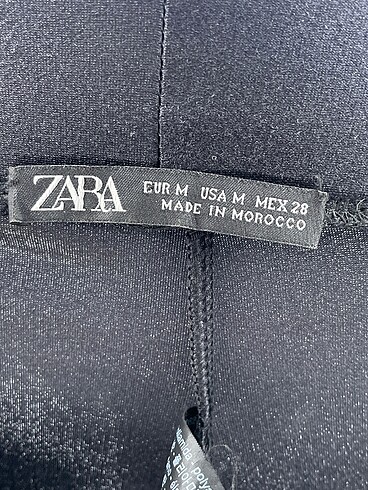 ZARA
EUR M USA M MEX 28
MADE IN MOROCCO